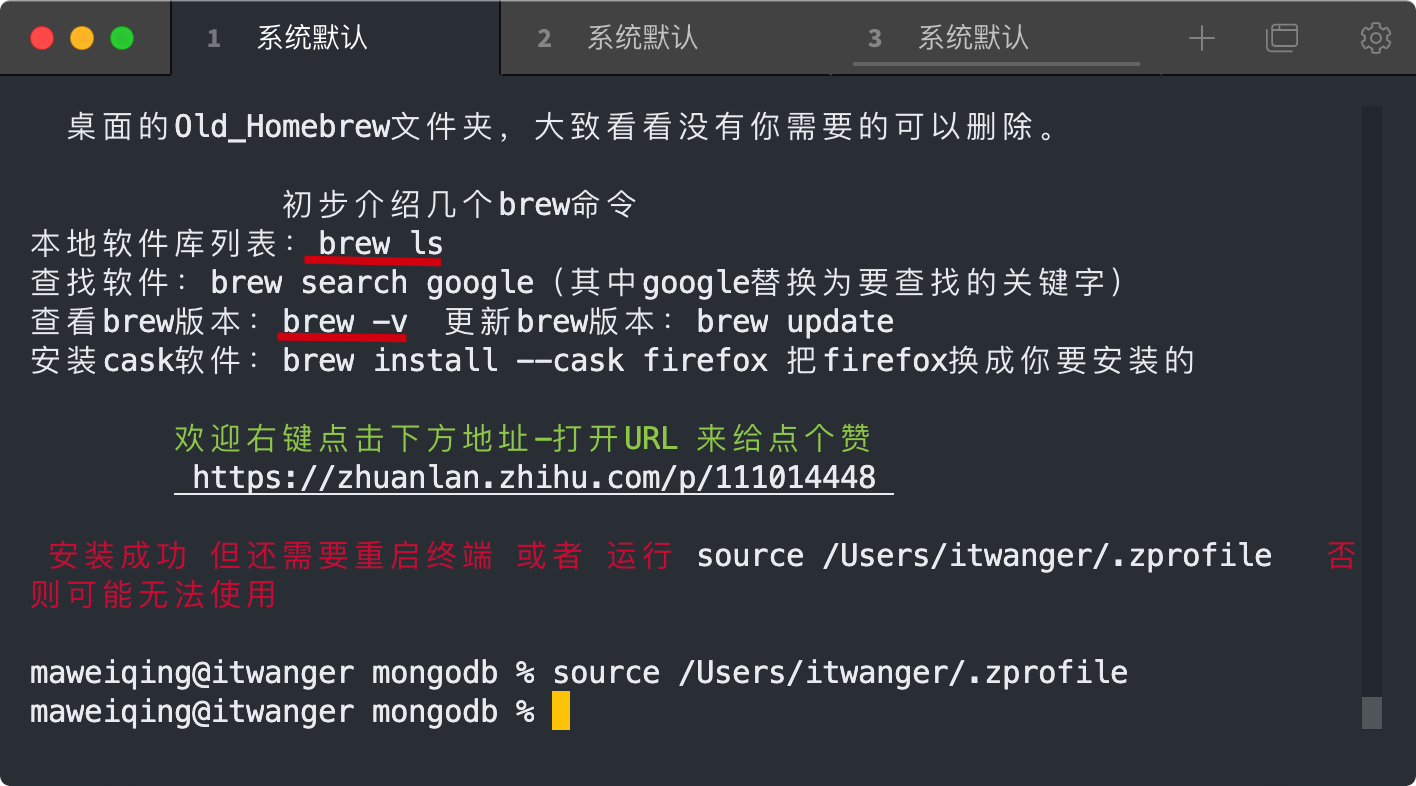 1 系统默认 2 系统默认 3 系统默认
桌面的Old_Homebrew文件夹，大致看看没有你需要的可以删除。
初步介绍几个brew命令
本地软件库列表：brew ls
查找软件：brew search google（其中google替换为要查找的关键字）
查看brew版本：brew -v  更新brew版本：brew update
安装cask软件：brew install --cask firefox 把firefox换成你要安装的
欢迎右键点击下方地址-打开URL 来给点个赞
https://zhuanlan.zhihu.com/p/111014448
安装成功 但还需要重启终端 或者 运行 source /Users/itwanger/.zprofile   否
则可能无法使用
maweiqing@itwanger mongodb % source /Users/itwanger/.zprofile
maweiqing@itwanger mongodb %